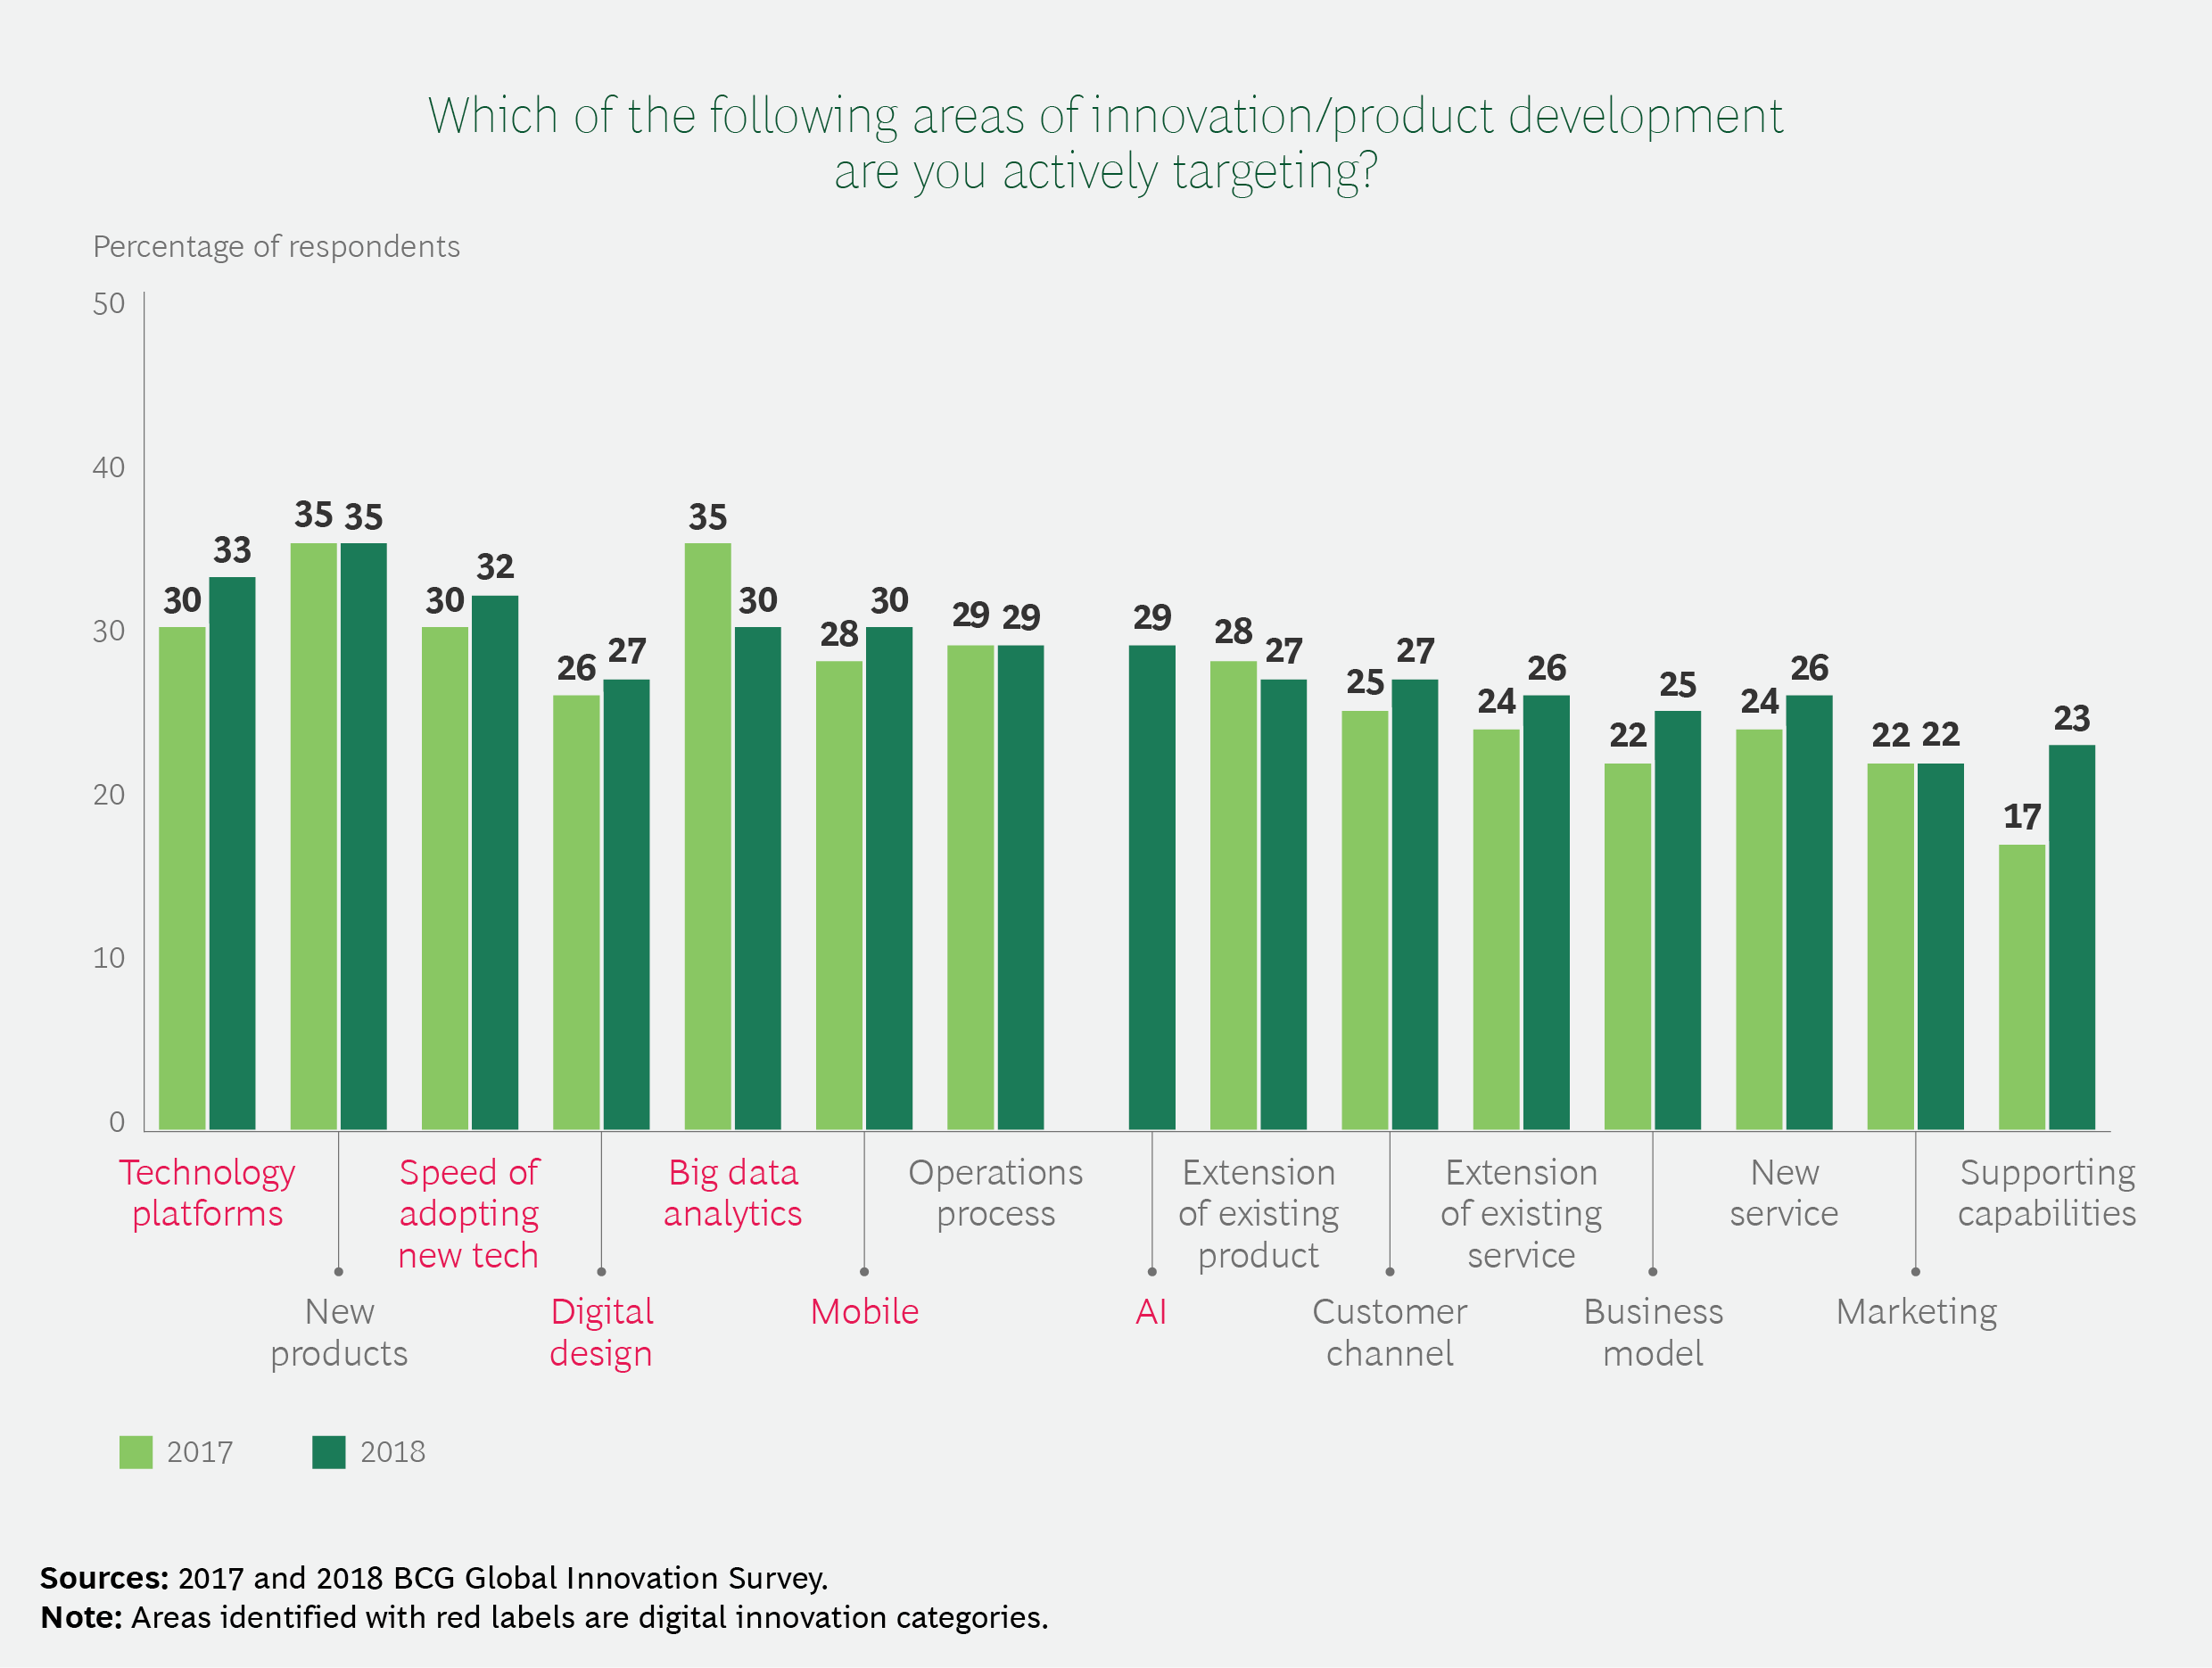 Which of the following areas of innovation/product development
are you actively targeting?
Percentage of respondents
50
40
30
20
10
0
30
33
35
35
30
32
26
27
35
30
28
30
29
29
29
28
27
25
27
24
26
22
25
24
26
22
22
17
23
Technology
platforms
New
products
Speed of
adopting
new tech
Digital
design
Big data
analytics
Mobile
Operations
process
AI
Extension
of existing
product
Customer
channel
Extension
of existing
service
Business
model
New
service
Marketing
Supporting
capabilities
2017
2018
Sources: 2017 and 2018 BCG Global Innovation Survey.
Note: Areas identified with red labels are digital innovation categories.